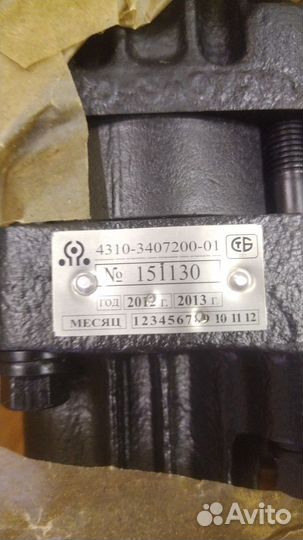 4310-3407200-01 СТБ
№ 151130
ГОД 2012 г. 2013 г.
МЕСЯЦ 1 2 3 4 5 6 7 8 9 10 11 12
Avito